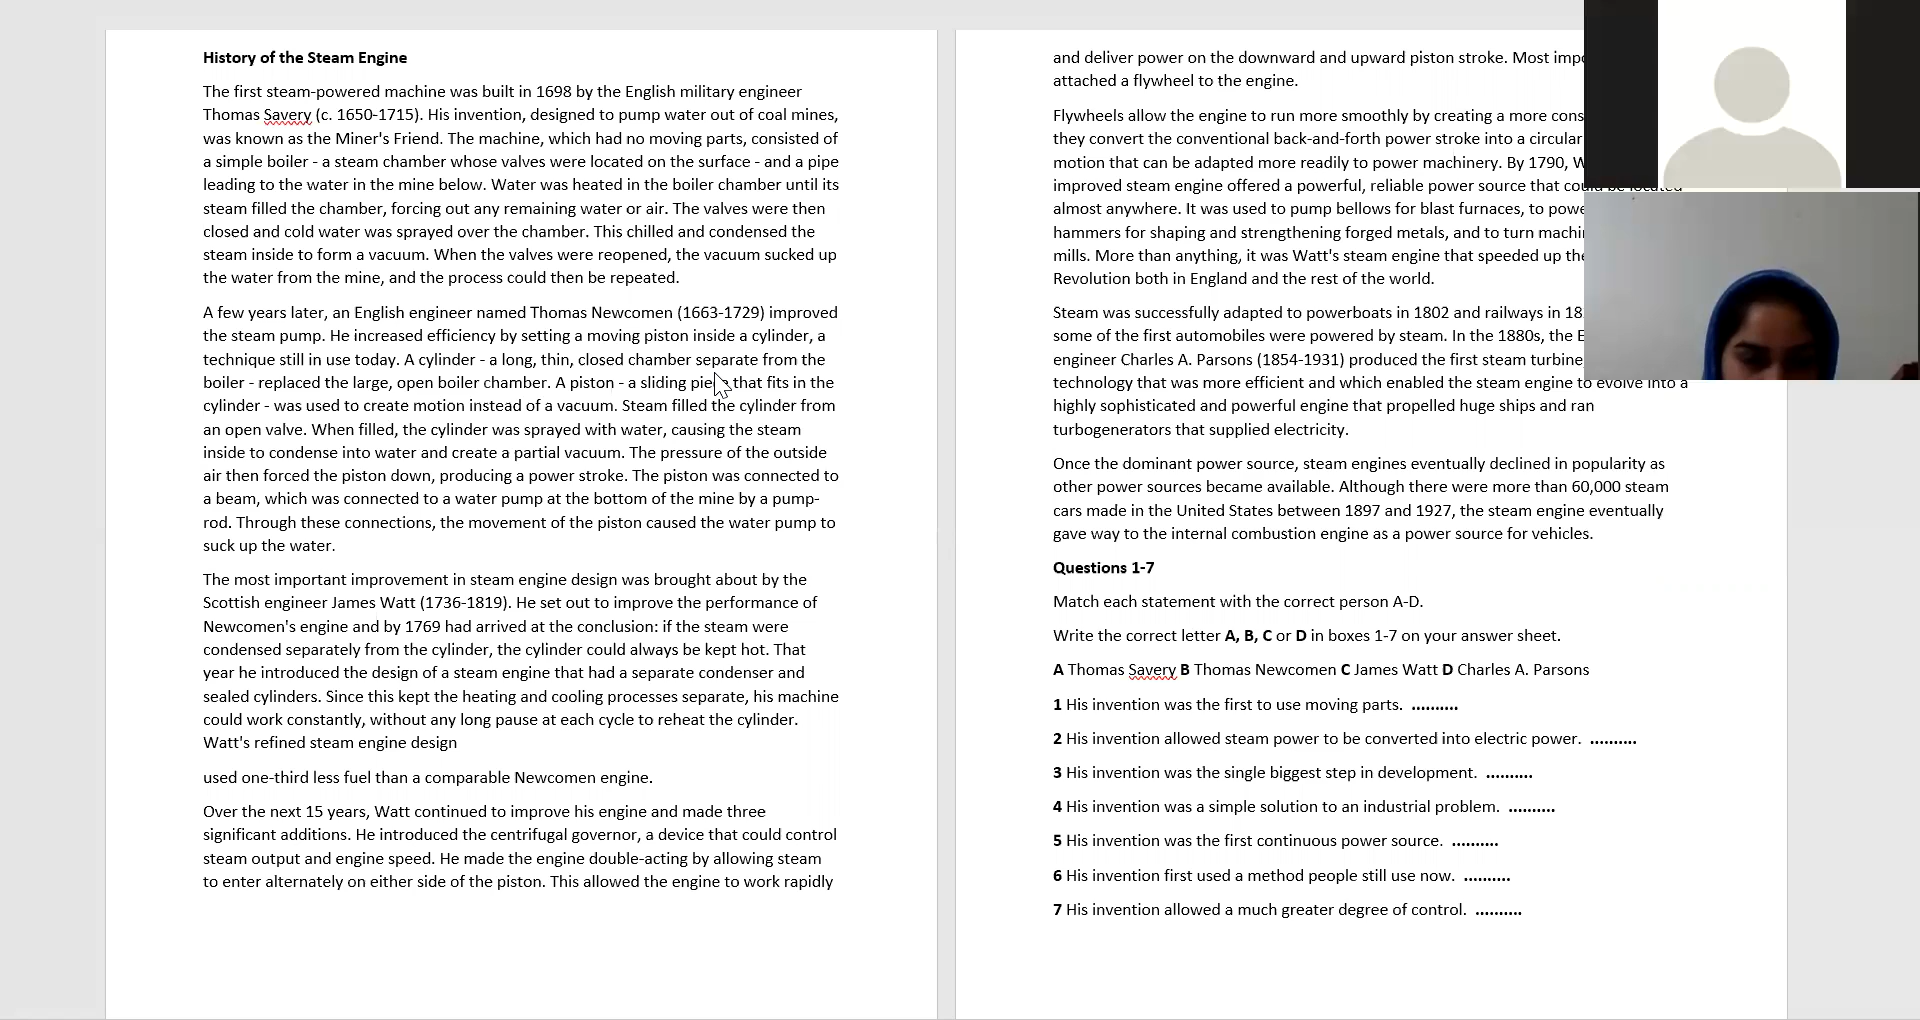 History of the Steam Engine
The first steam-powered machine was built in 1698 by the English military engineer
Thomas Savery (c. 1650-1715). His invention, designed to pump water out of coal mines,
was known as the Miner's Friend. The machine, which had no moving parts, consisted of
a simple boiler - a steam chamber whose valves were located on the surface - and a pipe
leading to the water in the mine below. Water was heated in the boiler chamber until its
steam filled the chamber, forcing out any remaining water or air. The valves were then
closed and cold water was sprayed over the chamber. This chilled and condensed the
steam inside to form a vacuum. When the valves were reopened, the vacuum sucked up
the water from the mine, and the process could then be repeated.
A few years later, an English engineer named Thomas Newcomen (1663-1729) improved
the steam pump. He increased efficiency by setting a moving piston inside a cylinder, a
technique still in use today. A cylinder - a long, thin, closed chamber separate from the
boiler - replaced the large, open boiler chamber. A piston - a sliding piece that fits in the
cylinder - was used to create motion instead of a vacuum. Steam filled the cylinder from
an open valve. When filled, the cylinder was sprayed with water, causing the steam
inside to condense into water and create a partial vacuum. The pressure of the outside
air then forced the piston down, producing a power stroke. The piston was connected to
a beam, which was connected to a water pump at the bottom of the mine by a pump-
rod. Through these connections, the movement of the piston caused the water pump to
suck up the water.
The most important improvement in steam engine design was brought about by the
Scottish engineer James Watt (1736-1819). He set out to improve the performance of
Newcomen's engine and by 1769 had arrived at the conclusion: if the steam were
condensed separately from the cylinder, the cylinder could always be kept hot. That
year he introduced the design of a steam engine that had a separate condenser and
sealed cylinders. Since this kept the heating and cooling processes separate, his machine
could work constantly, without any long pause at each cycle to reheat the cylinder.
Watt's refined steam engine design
used one-third less fuel than a comparable Newcomen engine.
Over the next 15 years, Watt continued to improve his engine and made three
significant additions. He introduced the centrifugal governor, a device that could control
steam output and engine speed. He made the engine double-acting by allowing steam
to enter alternately on either side of the piston. This allowed the engine to work rapidly
and deliver power on the downward and upward piston stroke. Most
attached a flywheel to the engine.
Flywheels allow the engine to run more smoothly by creating a more
they convert the conventional back-and-forth power stroke into a circular
motion that can be adapted more readily to power machinery. By 1790,
improved steam engine offered a powerful, reliable power source that could be located
almost anywhere. It was used to pump bellows for blast furnaces, to
hammers for shaping and strengthening forged metals, and to turn
mills. More than anything, it was Watt's steam engine that speeded up
Revolution both in England and the rest of the world.
Steam was successfully adapted to powerboats in 1802 and railways in
some of the first automobiles were powered by steam. In the 1880s, the
engineer Charles A. Parsons (1854-1931) produced the first steam turbine
technology that was more efficient and which enabled the steam engine to evolve into a
highly sophisticated and powerful engine that propelled huge ships and ran
turbogenerators that supplied electricity.
Once the dominant power source, steam engines eventually declined in popularity as
other power sources became available. Although there were more than 60,000 steam
cars made in the United States between 1897 and 1927, the steam engine eventually
gave way to the internal combustion engine as a power source for vehicles.
Questions 1-7
Match each statement with the correct person A-D.
Write the correct letter A, B, C or D in boxes 1-7 on your answer sheet.
A Thomas Savery B Thomas Newcomen C James Watt D Charles A. Parsons
1 His invention was the first to use moving parts. ..........
2 His invention allowed steam power to be converted into electric power. ..........
3 His invention was the single biggest step in development. ..........
4 His invention was a simple solution to an industrial problem. ..........
5 His invention was the first continuous power source. ..........
6 His invention first used a method people still use now. ..........
7 His invention allowed a much greater degree of control. ..........